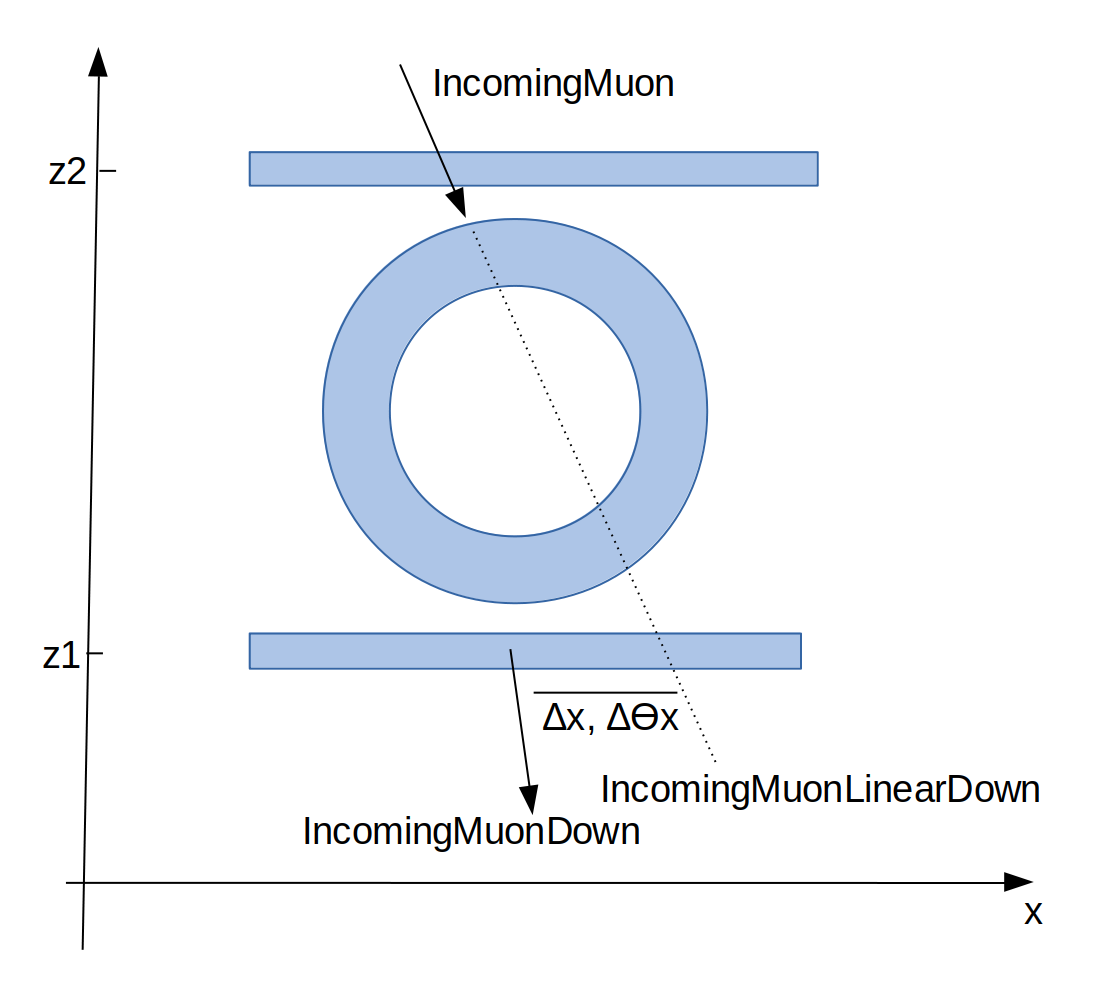 IncomingMuon
z2
z1
Δx, Δϴx
IncomingMuonLinearDown
IncomingMuonDown
x